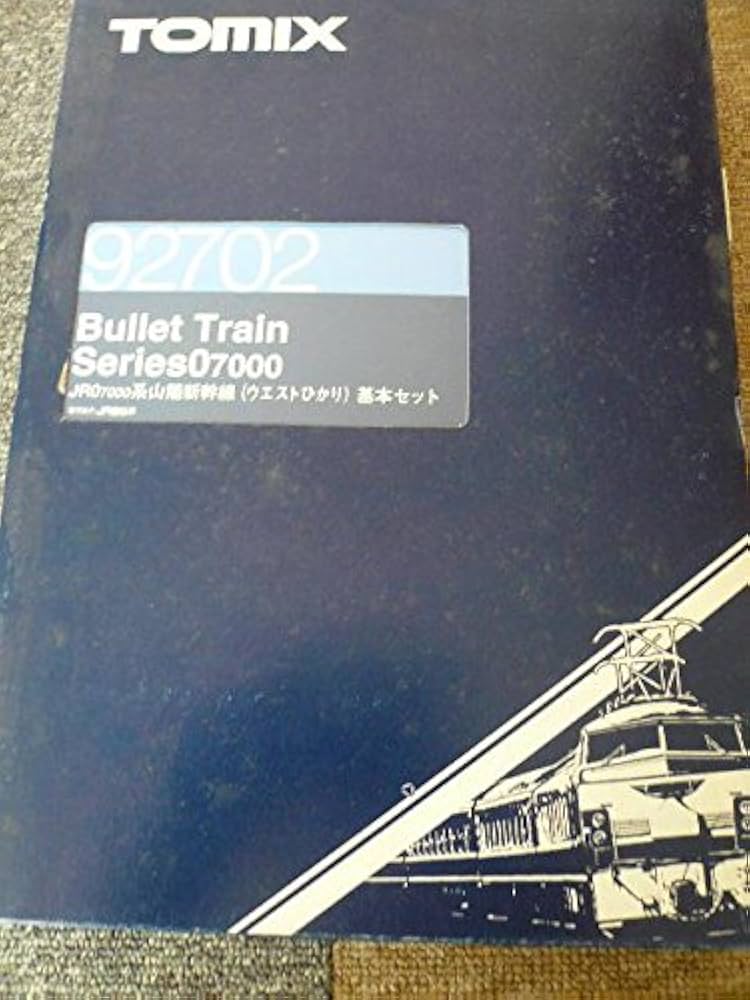 TOMIX
92702
Bullet Train
Series07000
JR07000系山陽新幹線(ウエストひかり) 基本セット